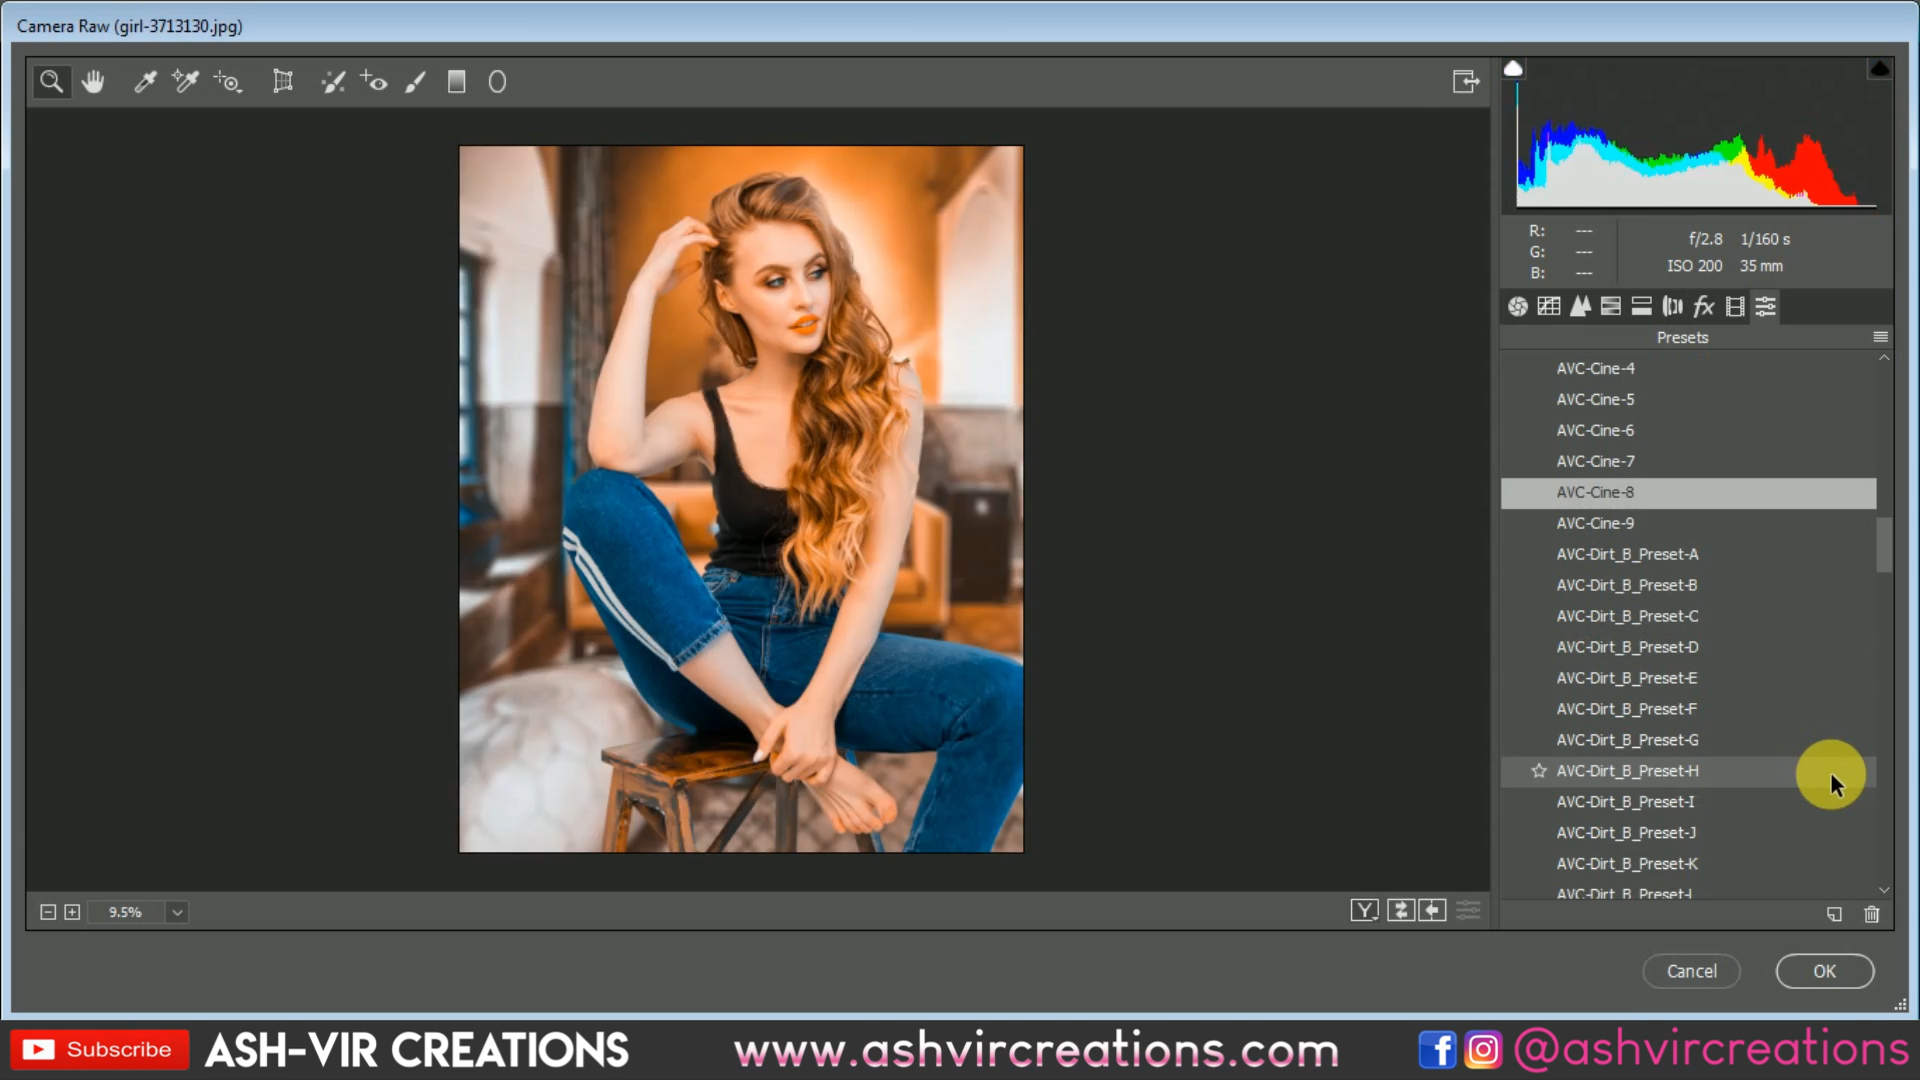 Camera Raw (girl-3713130.jpg)
R: ---
G: ---
B: ---
f/2.8 1/160 s
ISO 200 35 mm
fx
Presets
AVC-Cine-4
AVC-Cine-5
AVC-Cine-6
AVC-Cine-7
AVC-Cine-8
AVC-Cine-9
AVC-Dirt_B_Preset-A
AVC-Dirt_B_Preset-B
AVC-Dirt_B_Preset-C
AVC-Dirt_B_Preset-D
AVC-Dirt_B_Preset-E
AVC-Dirt_B_Preset-F
AVC-Dirt_B_Preset-G
AVC-Dirt_B_Preset-H
AVC-Dirt_B_Preset-I
AVC-Dirt_B_Preset-J
AVC-Dirt_B_Preset-K
9.5%
Y
Cancel OK
Subscribe ASH-VIR CREATIONS www.ashvircreations.com @ashvircreations